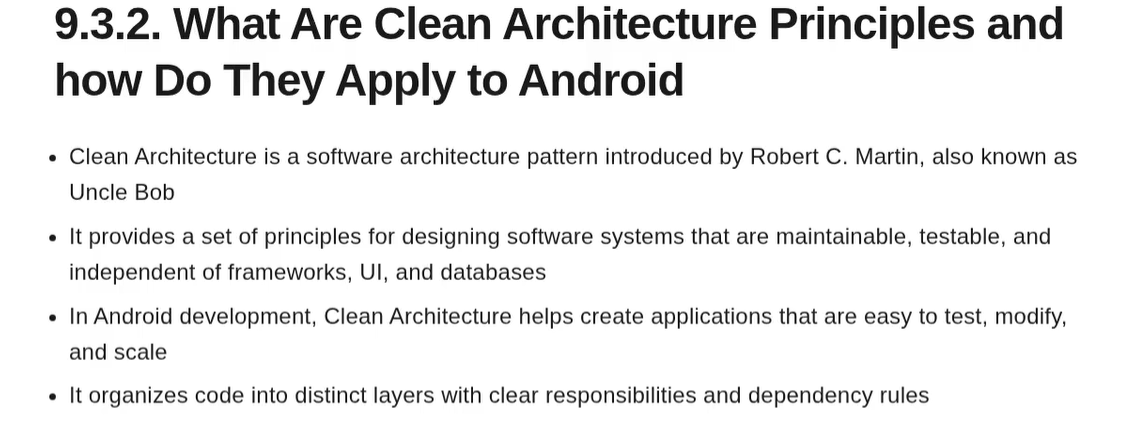 9.3.2. What Are Clean Architecture Principles and
how Do They Apply to Android
• Clean Architecture is a software architecture pattern introduced by Robert C. Martin, also known as
Uncle Bob
• It provides a set of principles for designing software systems that are maintainable, testable, and
independent of frameworks, UI, and databases
• In Android development, Clean Architecture helps create applications that are easy to test, modify,
and scale
• It organizes code into distinct layers with clear responsibilities and dependency rules